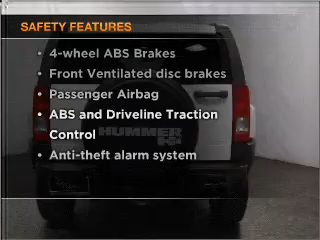 SAFETY FEATURES
• 4-wheel ABS Brakes
• Front Ventilated disc brakes
• Passenger Airbag
• ABS and Driveline Traction
Control
• Anti-theft alarm system
HUMMER